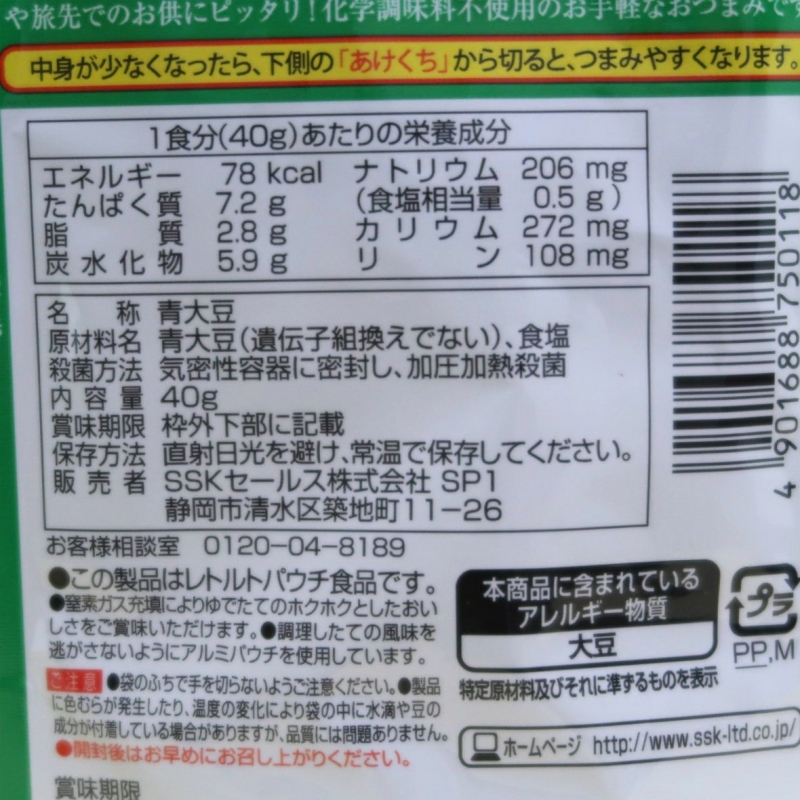 や旅先でのお供にピッタリ!化学調味料不使用のお手軽なおつまみです
中身が少なくなったら、下側の「あけくち」から切ると、つまみやすくなります。
1食分(40g)あたりの栄養成分
エネルギー 78 kcal ナトリウム 206 mg
たんぱく質 7.2 g (食塩相当量 0.5 g)
脂質 2.8 g カリウム 272 mg
炭水化物 5.9 g リン 108 mg
名称 青大豆
原材料名 青大豆(遺伝子組換えでない)、食塩
殺菌方法 気密性容器に密封し、加圧加熱殺菌
内容量 40g
賞味期限 枠外下部に記載
保存方法 直射日光を避け、常温で保存してください。
販売者 SSKセールス株式会社 SP1
静岡市清水区築地町11-26
お客様相談室 0120-04-8189
●この製品はレトルトパウチ食品です。
●窒素ガス充填によりゆでたてのホクホクとしたおい
しさをご賞味いただけます。●調理したての風味を
逃がさないようにアルミパウチを使用しています。
ご注意 ●袋のふちで手を切らないようご注意ください。●製品
に色むらが発生したり、温度の変化により袋の中に水滴や豆の
成分が付着している場合がありますが、品質には問題ありません。
●開封後はお早めにお召し上がりください。
賞味期限
本商品に含まれている
アレルギー物質
大豆
特定原材料及びそれに準ずるものを表示
プラ
PP,M
ホームページ http://www.ssk-ltd.co.jp/
4 901688 750118